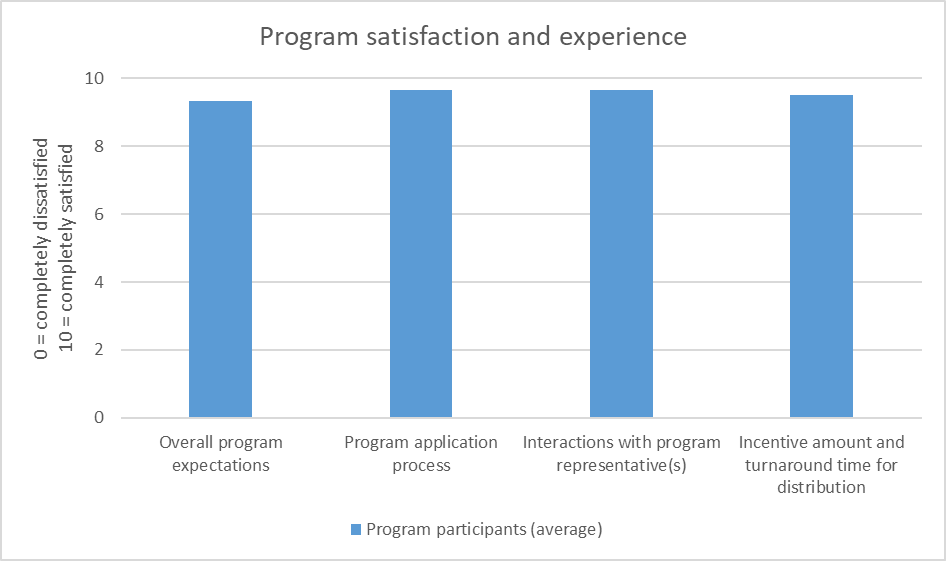 Program satisfaction and experience
0 = completely dissatisfied
10 = completely satisfied
10
8
6
4
2
0
Overall program
expectations
Program application
process
Interactions with program
representative(s)
Incentive amount and
turnaround time for
distribution
Program participants (average)